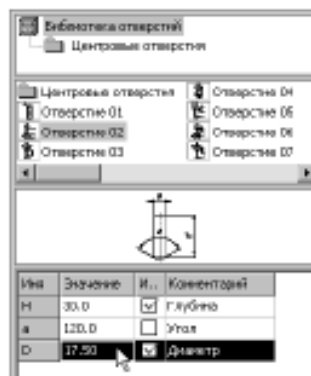 Библиотека отверстий
Центровые отверстия
Центровые отверстия
Отверстие 04
Отверстие 01
Отверстие 05
Отверстие 02
Отверстие 06
Отверстие 03
Отверстие 07
Имя Значение И.. Комментарий
H 30.0 Глубина
a 120.0 Угол
D 17.50 Диаметр